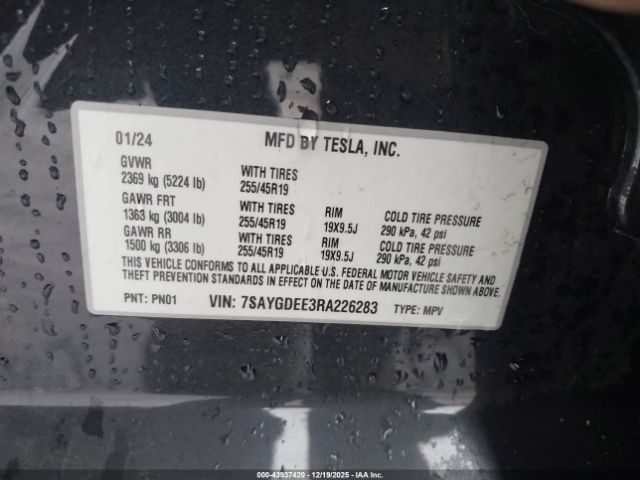 01/24 MFD BY TESLA, INC.
GVWR
2369 kg (5224 lb) WITH TIRES 255/45R19
GAWR FRT
1363 kg (3004 lb) WITH TIRES 255/45R19 RIM 19X9.5J COLD TIRE PRESSURE 290 kPa, 42 psi
GAWR RR
1500 kg (3306 lb) WITH TIRES 255/45R19 RIM 19X9.5J COLD TIRE PRESSURE 290 kPa, 42 psi
THIS VEHICLE CONFORMS TO ALL APPLICABLE U.S. FEDERAL MOTOR VEHICLE SAFETY AND
THEFT PREVENTION STANDARDS IN EFFECT ON THE DATE OF MANUFACTURE SHOWN ABOVE.
PNT: PN01 VIN: 7SAYGDEE3RA226283 TYPE: MPV
000-43937420 - 12/19/2025 - IAA Inc.